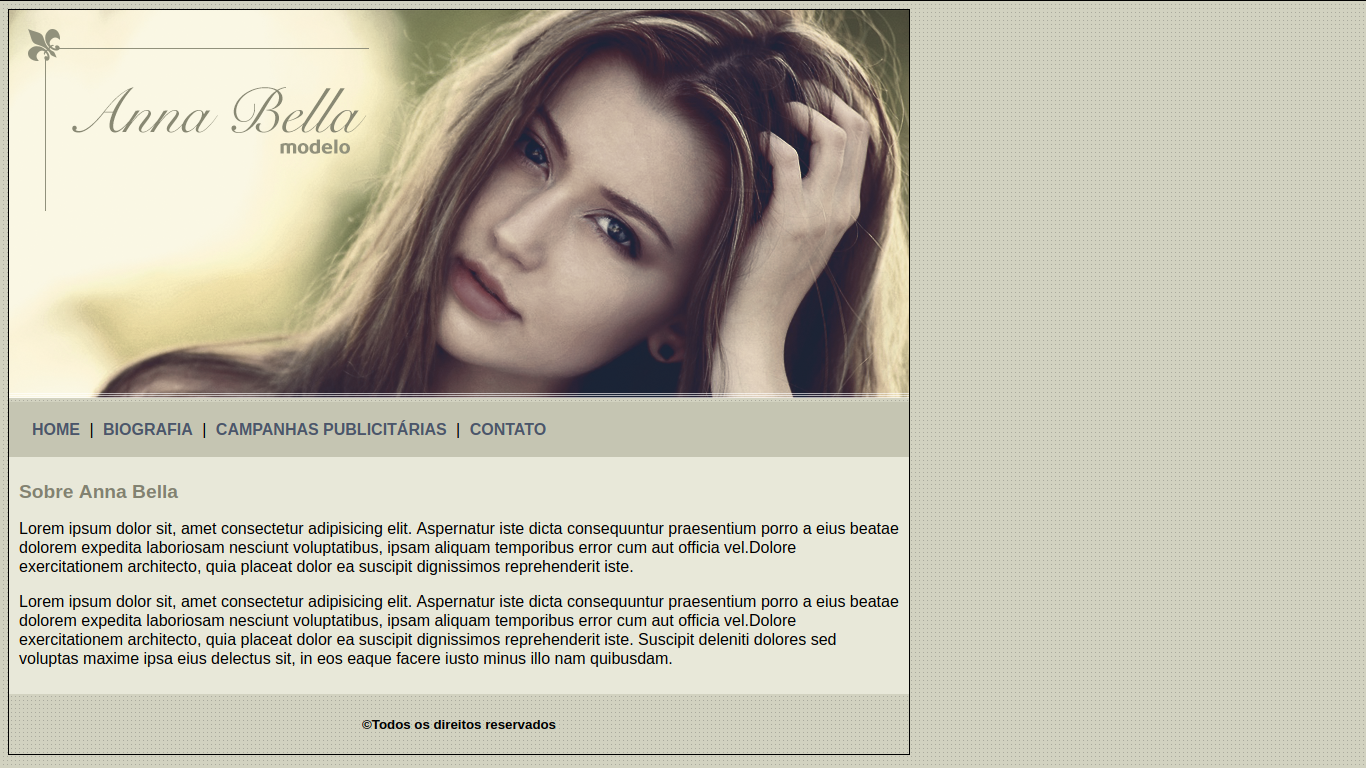 Anna Bella
modelo
HOME | BIOGRAFIA | CAMPANHAS PUBLICITÁRIAS | CONTATO
Sobre Anna Bella
Lorem ipsum dolor sit, amet consectetur adipisicing elit. Aspernatur iste dicta consequuntur praesentium porro a eius beatae
dolorem expedita laboriosam nesciunt voluptatibus, ipsam aliquam temporibus error cum aut officia vel.Dolore
exercitationem architecto, quia placeat dolor ea suscipit dignissimos reprehenderit iste.
Lorem ipsum dolor sit, amet consectetur adipisicing elit. Aspernatur iste dicta consequuntur praesentium porro a eius beatae
dolorem expedita laboriosam nesciunt voluptatibus, ipsam aliquam temporibus error cum aut officia vel.Dolore
exercitationem architecto, quia placeat dolor ea suscipit dignissimos reprehenderit iste. Suscipit deleniti dolores sed
voluptas maxime ipsa eius delectus sit, in eos eaque facere iusto minus illo nam quibusdam.
©Todos os direitos reservados